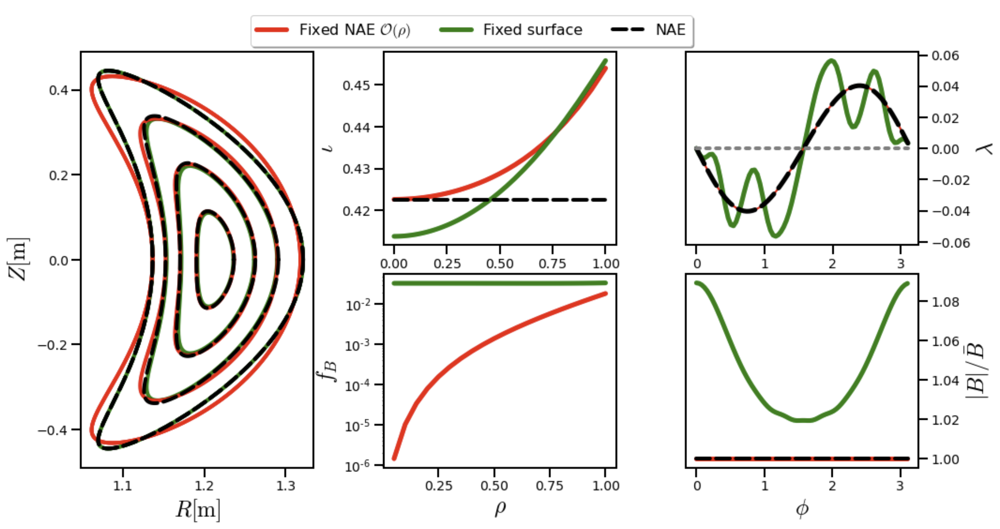 Fixed NAE 𝒪(ρ) Fixed surface NAE
Z[m]
0.4
0.2
0.0
−0.2
−0.4
1.1 1.2 1.3
R[m]
ι
0.45
0.44
0.43
0.42
0.00 0.25 0.50 0.75 1.00
f_B
10^-2
10^-3
10^-4
10^-5
10^-6
0.25 0.50 0.75 1.00
ρ
0.06
0.04
0.02
0.00
−0.02
−0.04
−0.06
λ
0 1 2 3
1.08
1.06
1.04
1.02
1.00
|B|/B̄
0 1 2 3
ϕ